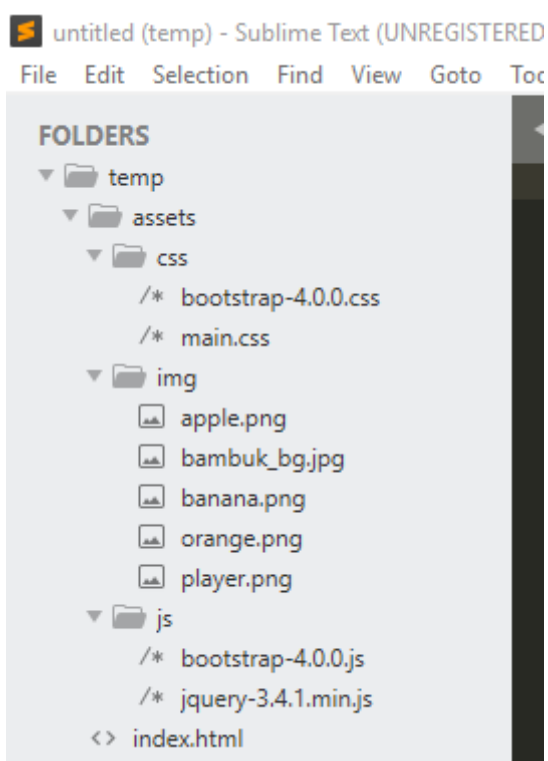 untitled (temp) - Sublime Text (UNREGISTERED
File Edit Selection Find View Goto
FOLDERS
temp
assets
css
/* bootstrap-4.0.0.css
/* main.css
img
apple.png
bambuk_bg.jpg
banana.png
orange.png
player.png
js
/* bootstrap-4.0.0.js
/* jquery-3.4.1.min.js
<> index.html